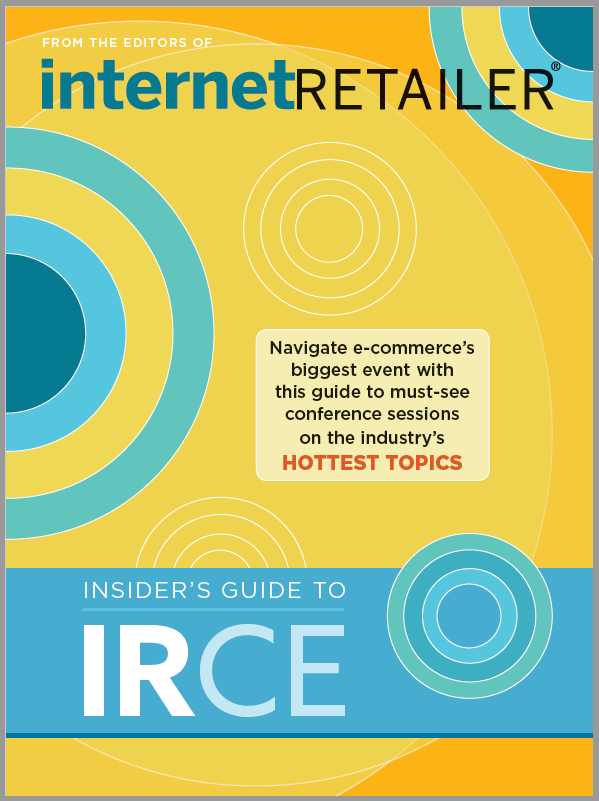 FROM THE EDITORS OF
internetRETAILER®
Navigate e-commerce's
biggest event with
this guide to must-see
conference sessions
on the industry's
HOTTEST TOPICS
INSIDER'S GUIDE TO
IRCE